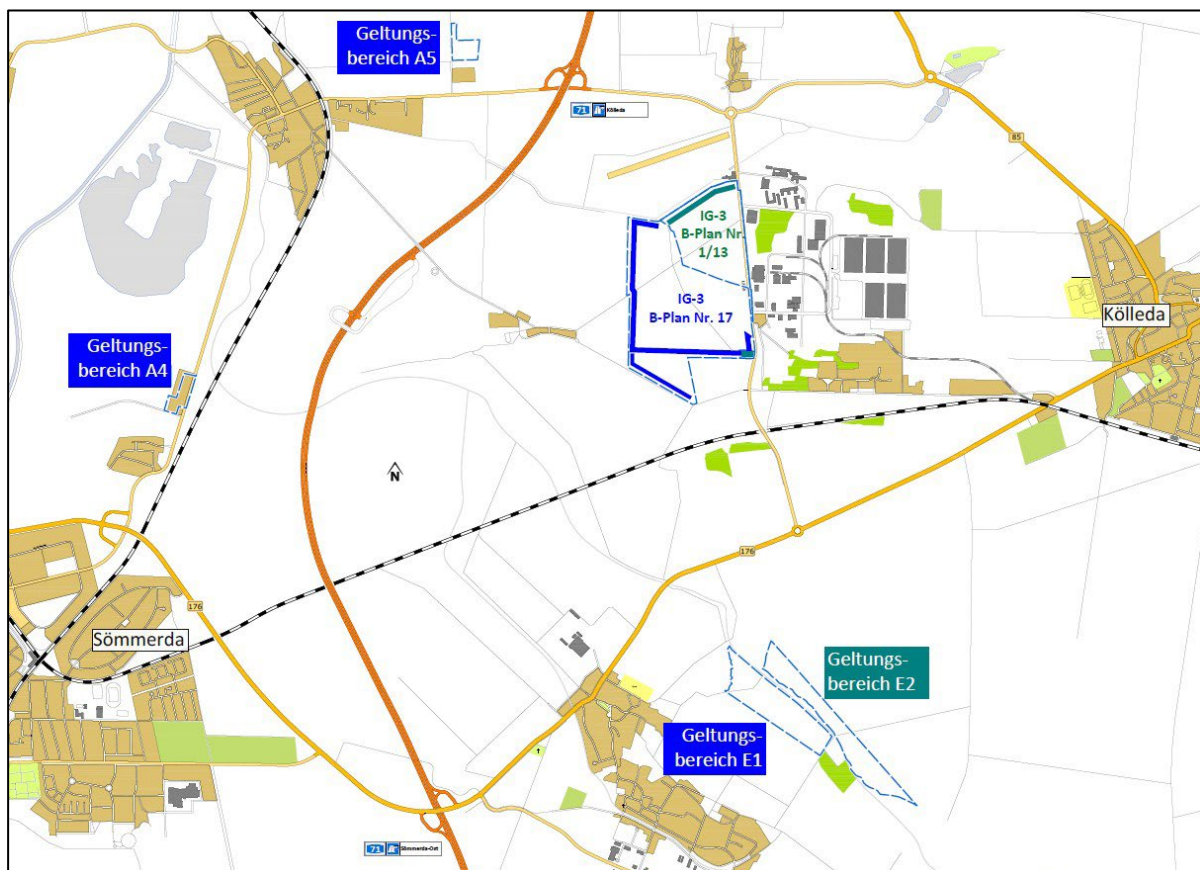 Geltungs-
bereich A5
71 Kölleda
85
IG-3
B-Plan Nr.
1/13
IG-3
B-Plan Nr. 17
Kölleda
Geltungs-
bereich A4
N
176
176
Sömmerda
Geltungs-
bereich E2
Geltungs-
bereich E1
71 Sömmerda-Ost